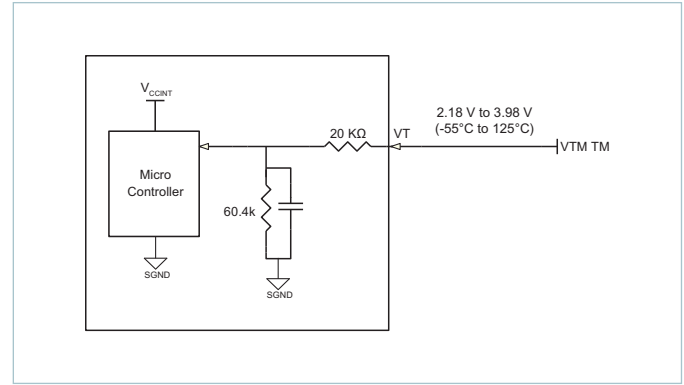 V_CCINT
Micro
Controller
SGND
60.4k
SGND
20 KΩ
VT
2.18 V to 3.98 V
(-55°C to 125°C)
VTM TM